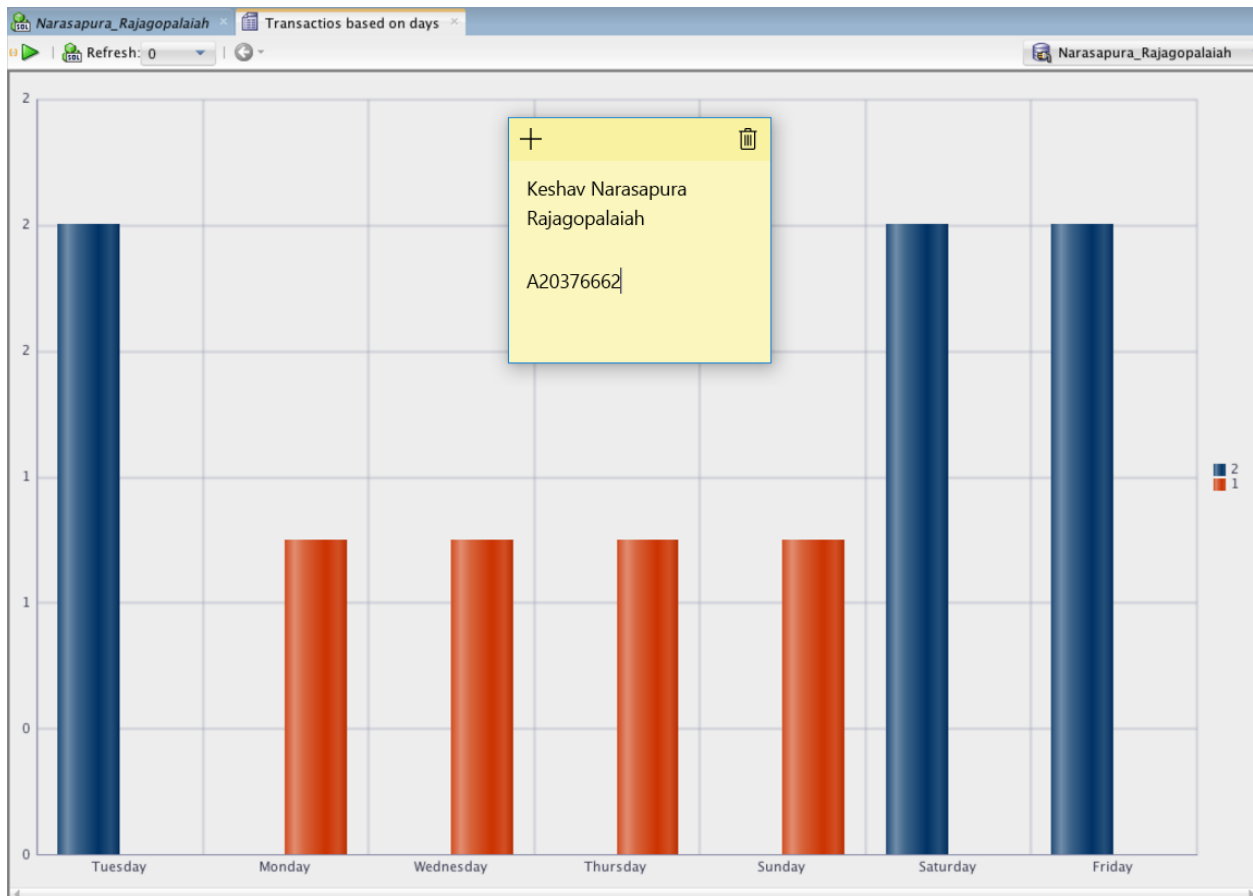 Narasapura_Rajagopalaiah
Transactios based on days
Refresh: 0
Narasapura_Rajagopalaiah
2
2
2
1
1
0
0
Keshav Narasapura
Rajagopalaiah
A20376662
2
1
Tuesday Monday Wednesday Thursday Sunday Saturday Friday